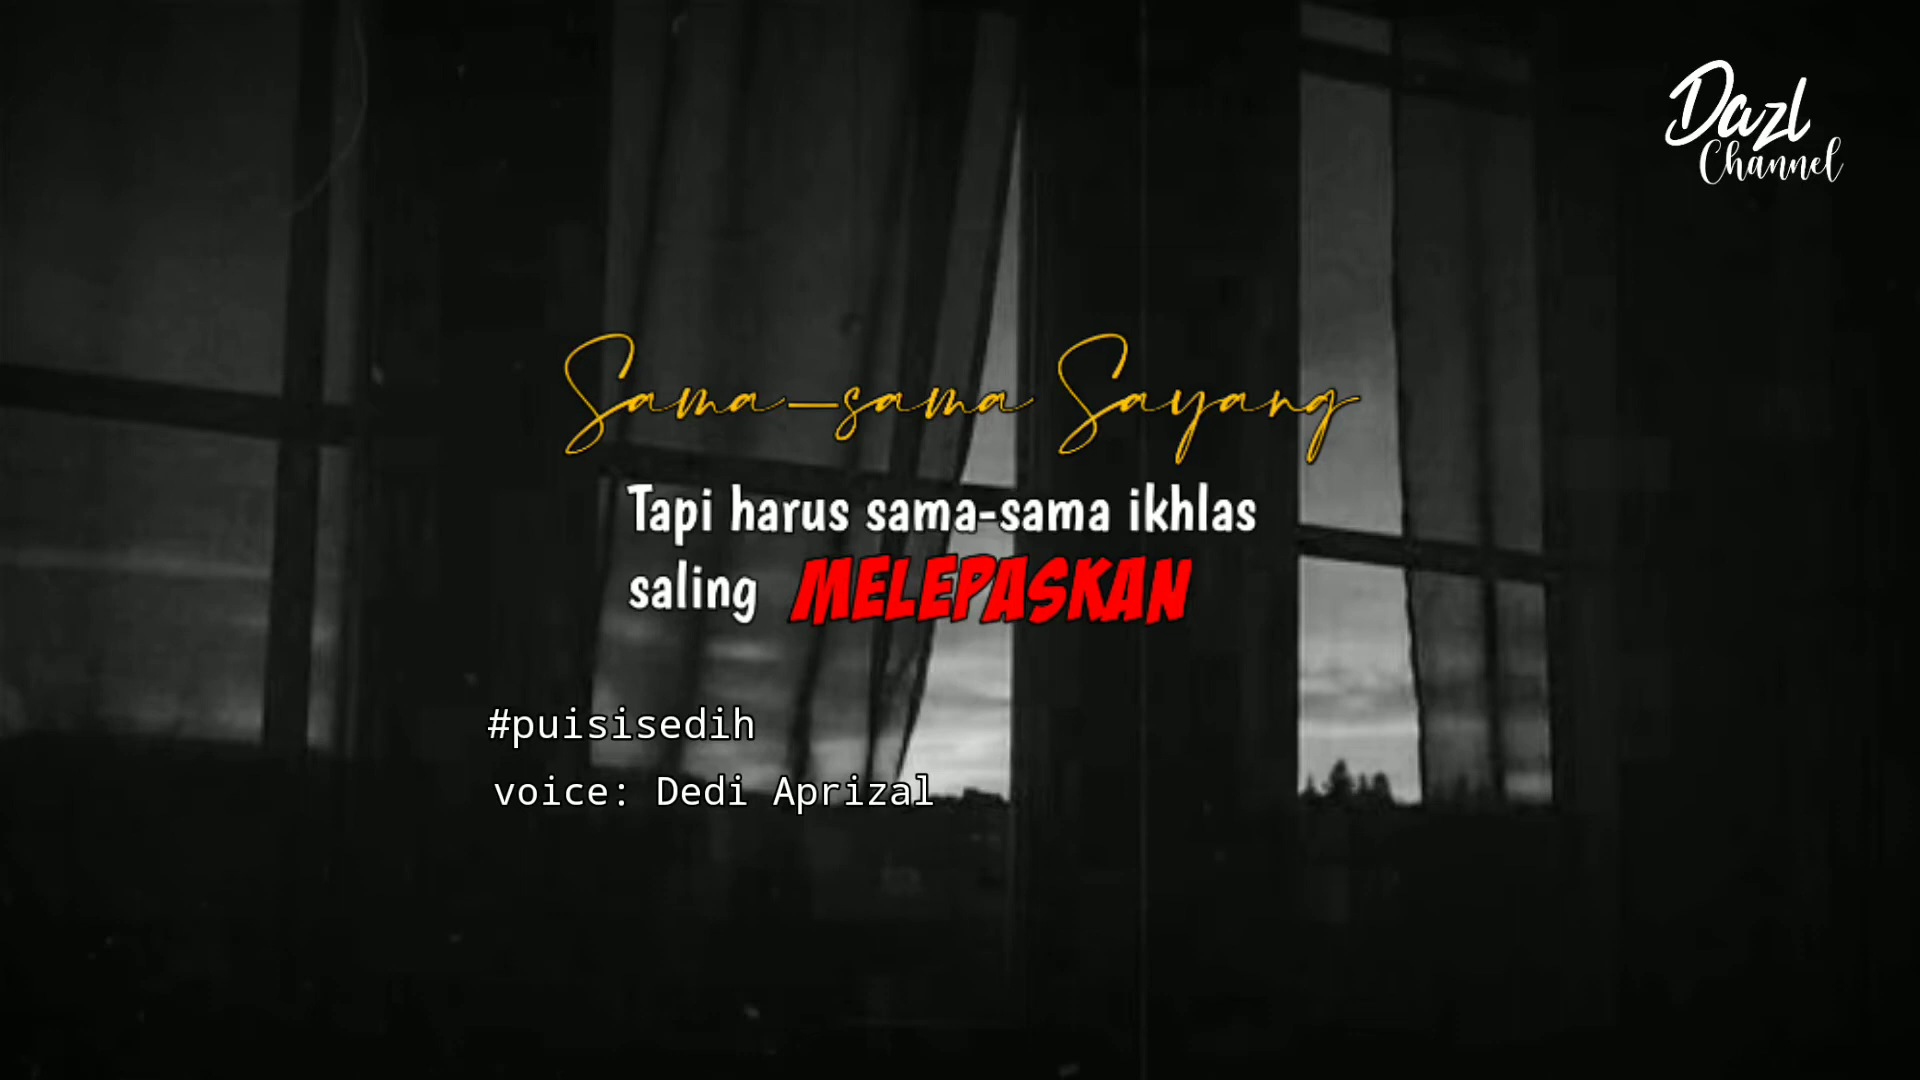 Dazl
Channel
Sama-sama Sayang
Tapi harus sama-sama ikhlas
saling MELEPASKAN
#puisisedih
voice: Dedi Aprizal